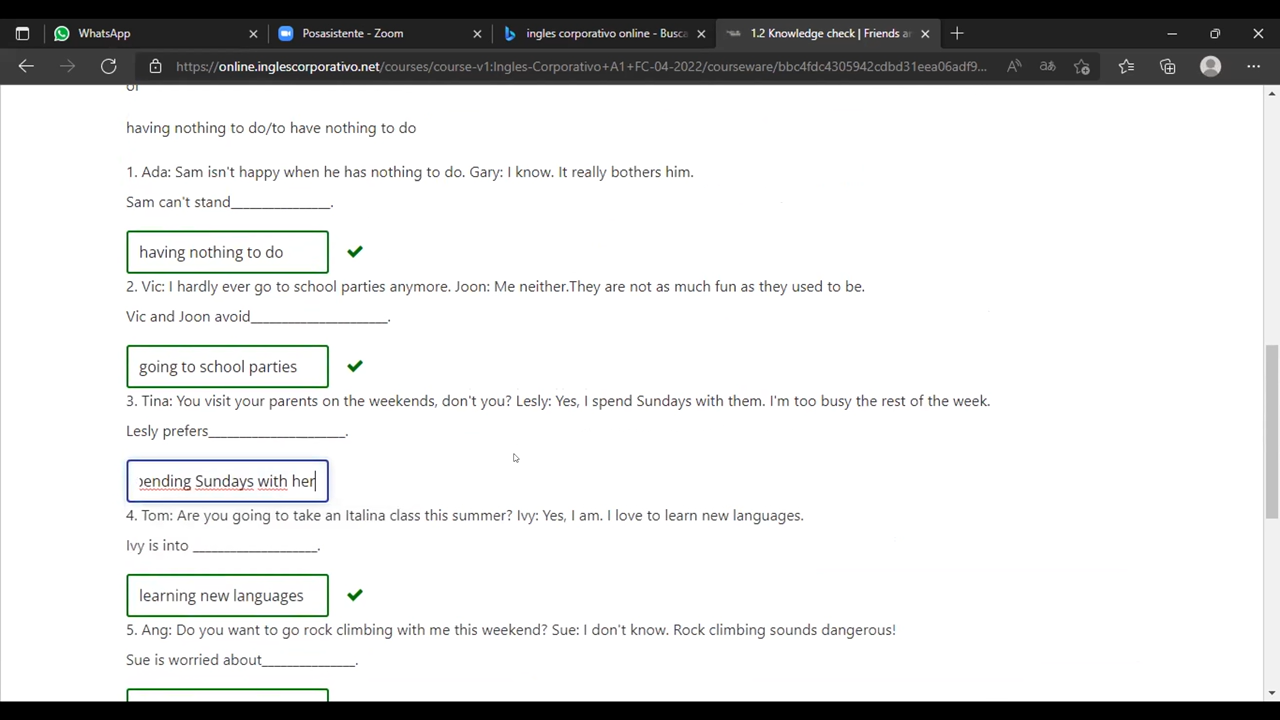 WhatsApp
Posasistente - Zoom
ingles corporativo online - Busca
1.2 Knowledge check | Friends a
https://online.inglescorporativo.net/courses/course-v1:Ingles-Corporativo+A1+FC-04-2022/courseware/bbc4fdc4305942cdbd31eea06adf9...
or
having nothing to do/to have nothing to do
1. Ada: Sam isn't happy when he has nothing to do. Gary: I know. It really bothers him.
Sam can't stand________________.
having nothing to do
2. Vic: I hardly ever go to school parties anymore. Joon: Me neither.They are not as much fun as they used to be.
Vic and Joon avoid______________________.
going to school parties
3. Tina: You visit your parents on the weekends, don't you? Lesly: Yes, I spend Sundays with them. I'm too busy the rest of the week.
Lesly prefers______________________.
pending Sundays with her
4. Tom: Are you going to take an Italina class this summer? Ivy: Yes, I am. I love to learn new languages.
Ivy is into ____________________.
learning new languages
5. Ang: Do you want to go rock climbing with me this weekend? Sue: I don't know. Rock climbing sounds dangerous!
Sue is worried about_______________.